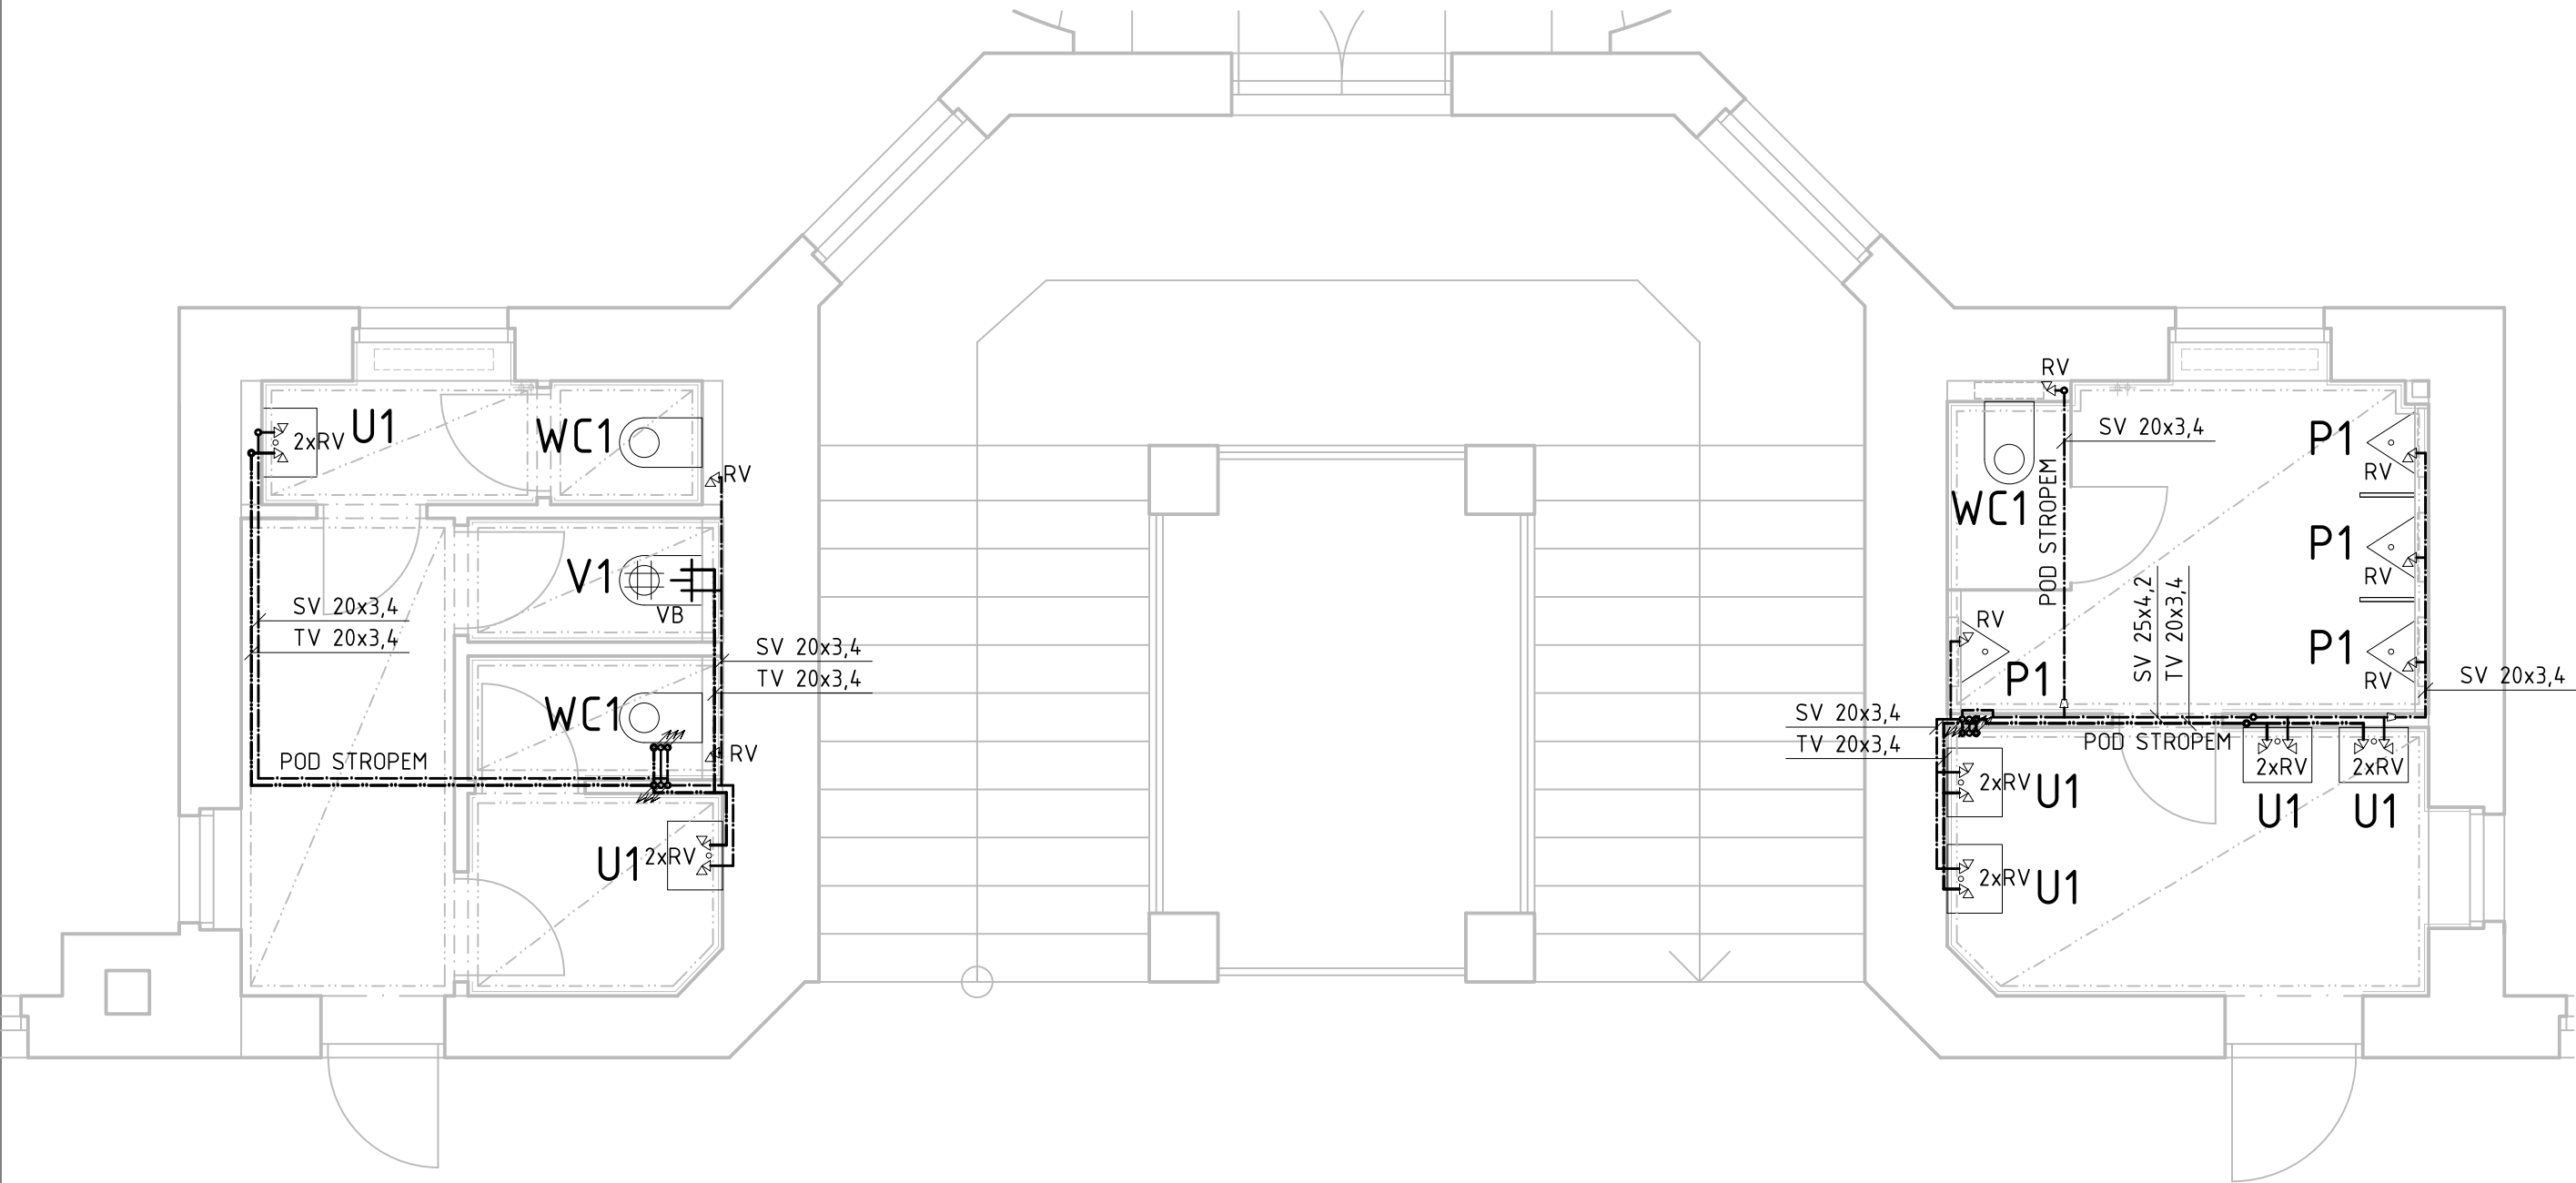 U1
2xRV
WC1
RV
V1
VB
SV 20x3,4
TV 20x3,4
SV 20x3,4
TV 20x3,4
WC1
RV
POD STROPEM
U1
2xRV
RV
SV 20x3,4
P1
RV
WC1
POD STROPEM
P1
RV
SV 25x4,2
TV 20x3,4
RV
P1
P1
RV
SV 20x3,4
SV 20x3,4
TV 20x3,4
POD STROPEM
2xRV
U1
2xRV
U1
2xRV
U1
2xRV
U1